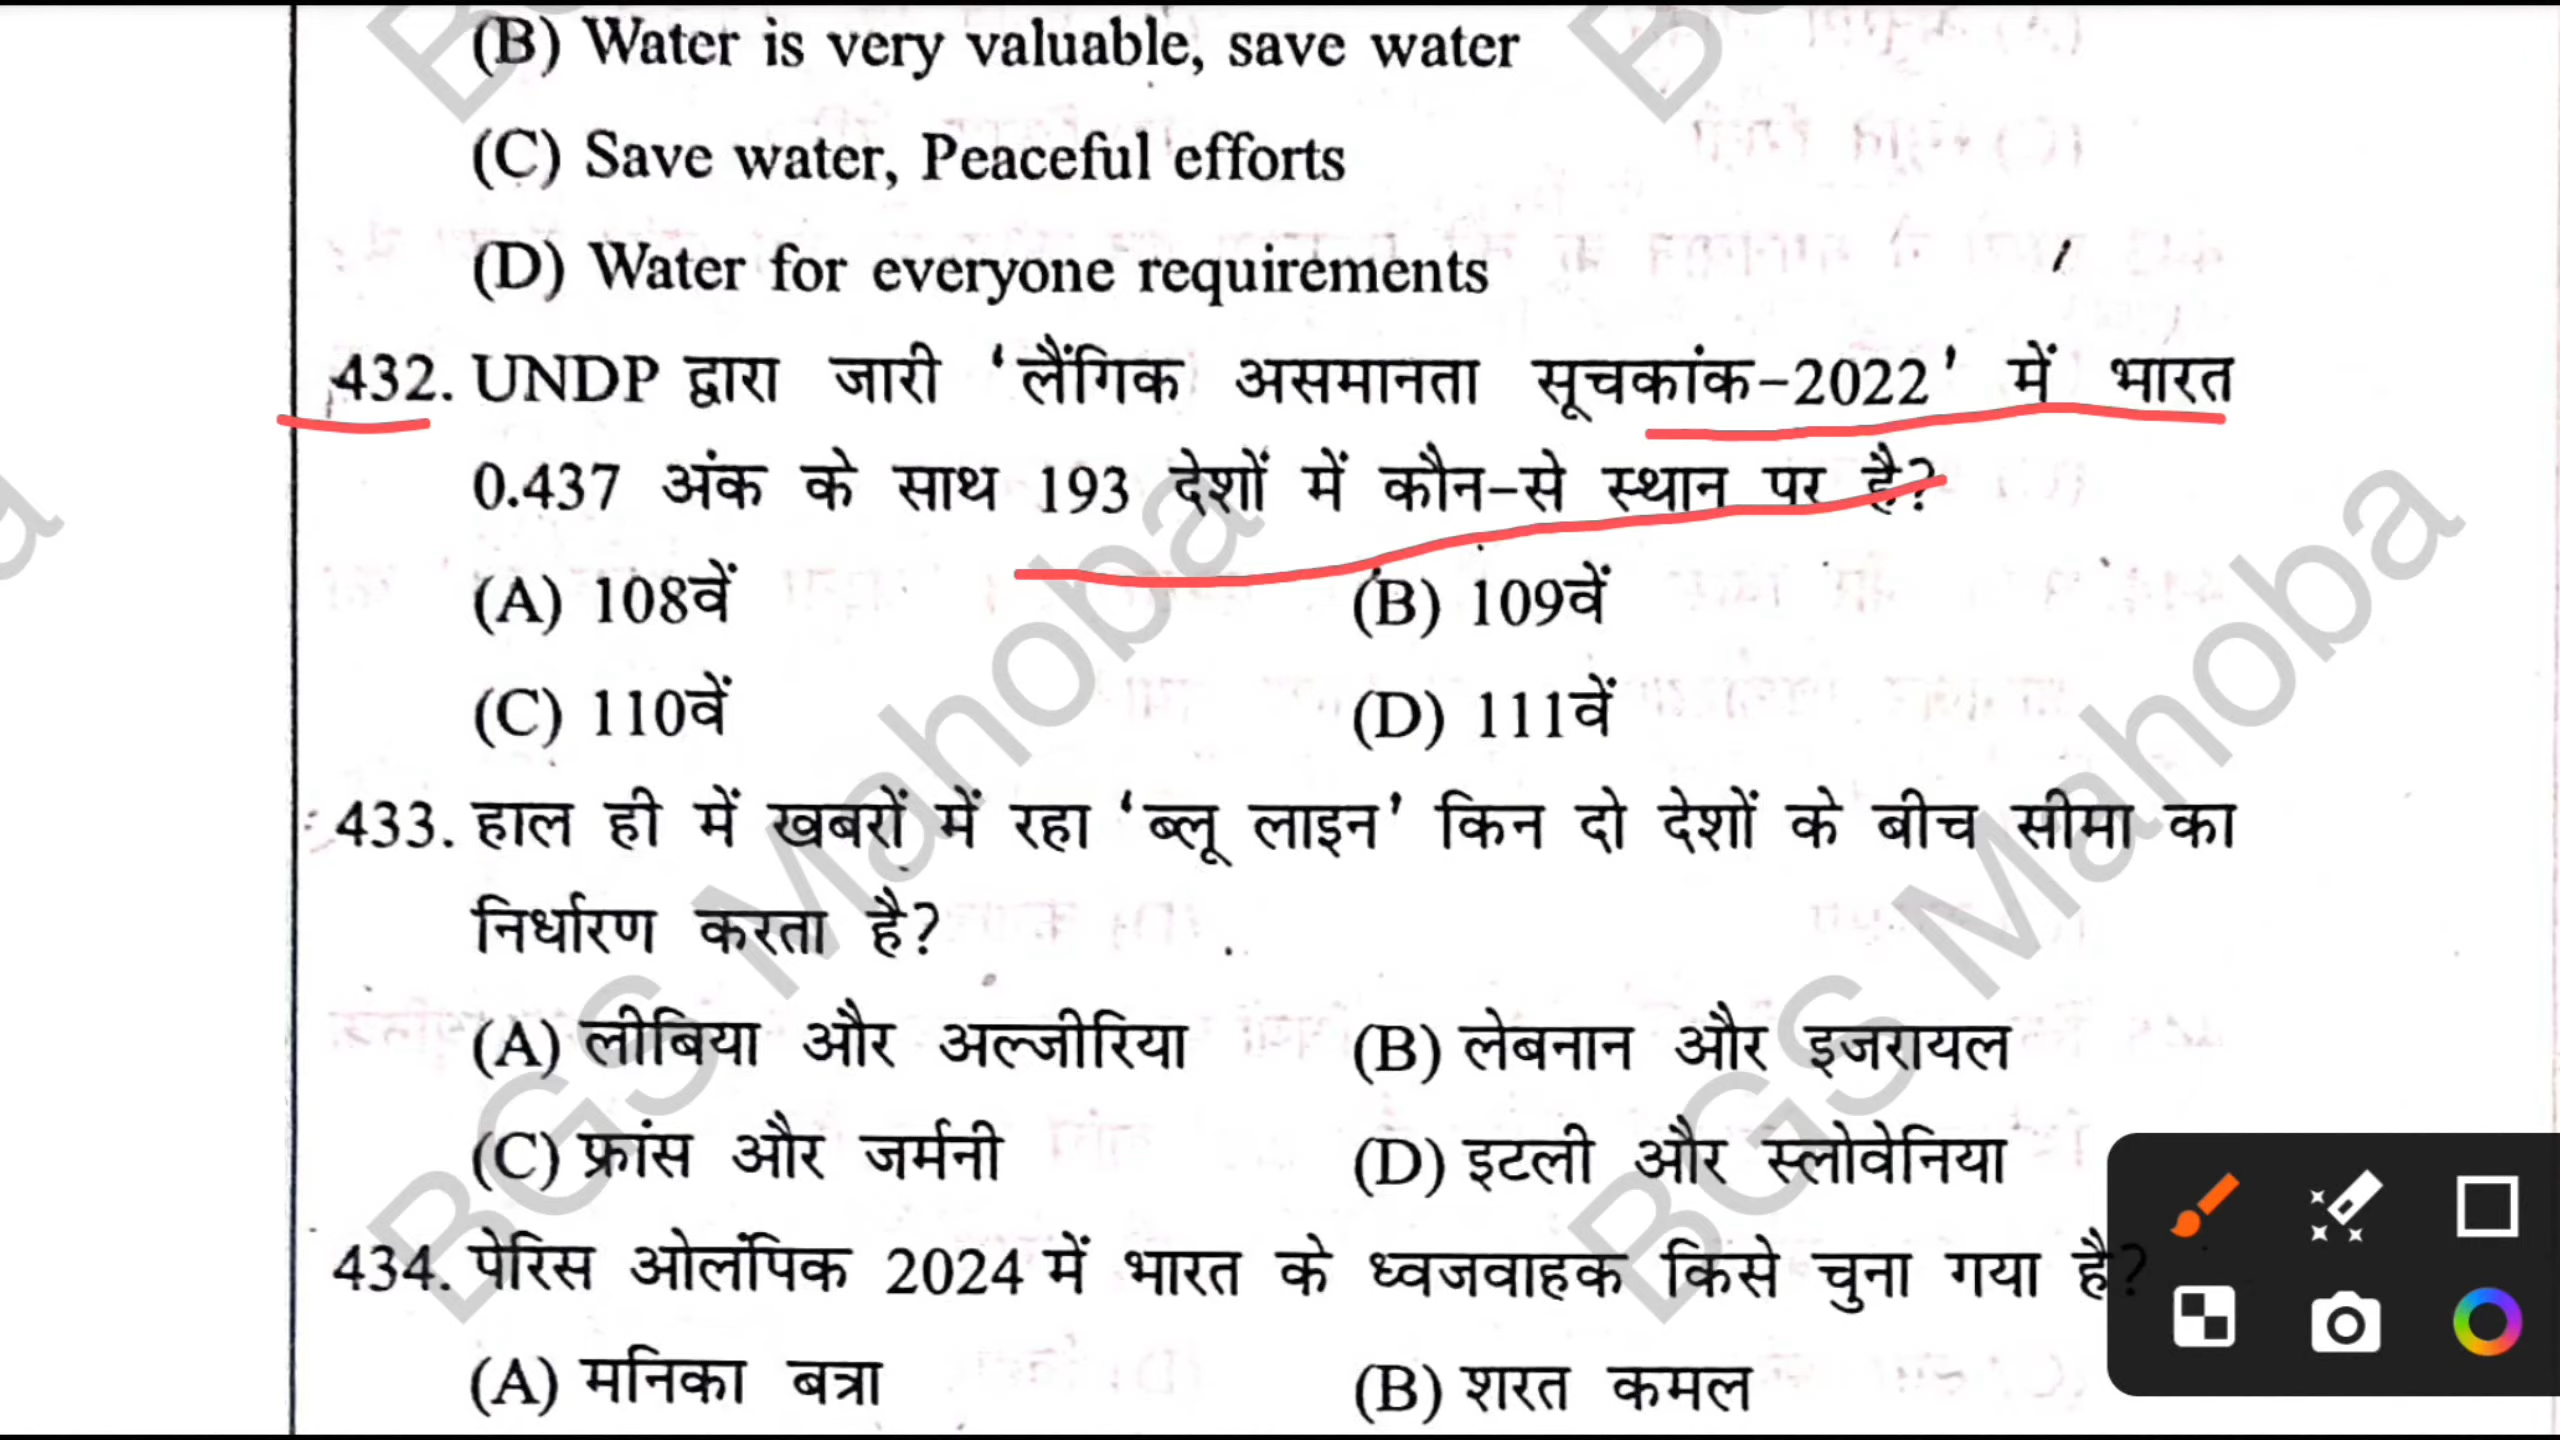 (B) Water is very valuable, save water
(C) Save water, Peaceful efforts
(D) Water for everyone requirements
432. UNDP द्वारा जारी 'लैंगिक असमानता सूचकांक-2022' में भारत
0.437 अंक के साथ 193 देशों में कौन-से स्थान पर है?
(A) 108वें (B) 109वें
(C) 110वें (D) 111वें
433. हाल ही में खबरों में रहा 'ब्लू लाइन' किन दो देशों के बीच सीमा का
निर्धारण करता है?
(A) लीबिया और अल्जीरिया (B) लेबनान और इजरायल
(C) फ्रांस और जर्मनी (D) इटली और स्लोवेनिया
434. पेरिस ओलंपिक 2024 में भारत के ध्वजवाहक किसे चुना गया है?
(A) मनिका बत्रा (B) शरत कमल
BGS Mahoba
BGS Mahoba